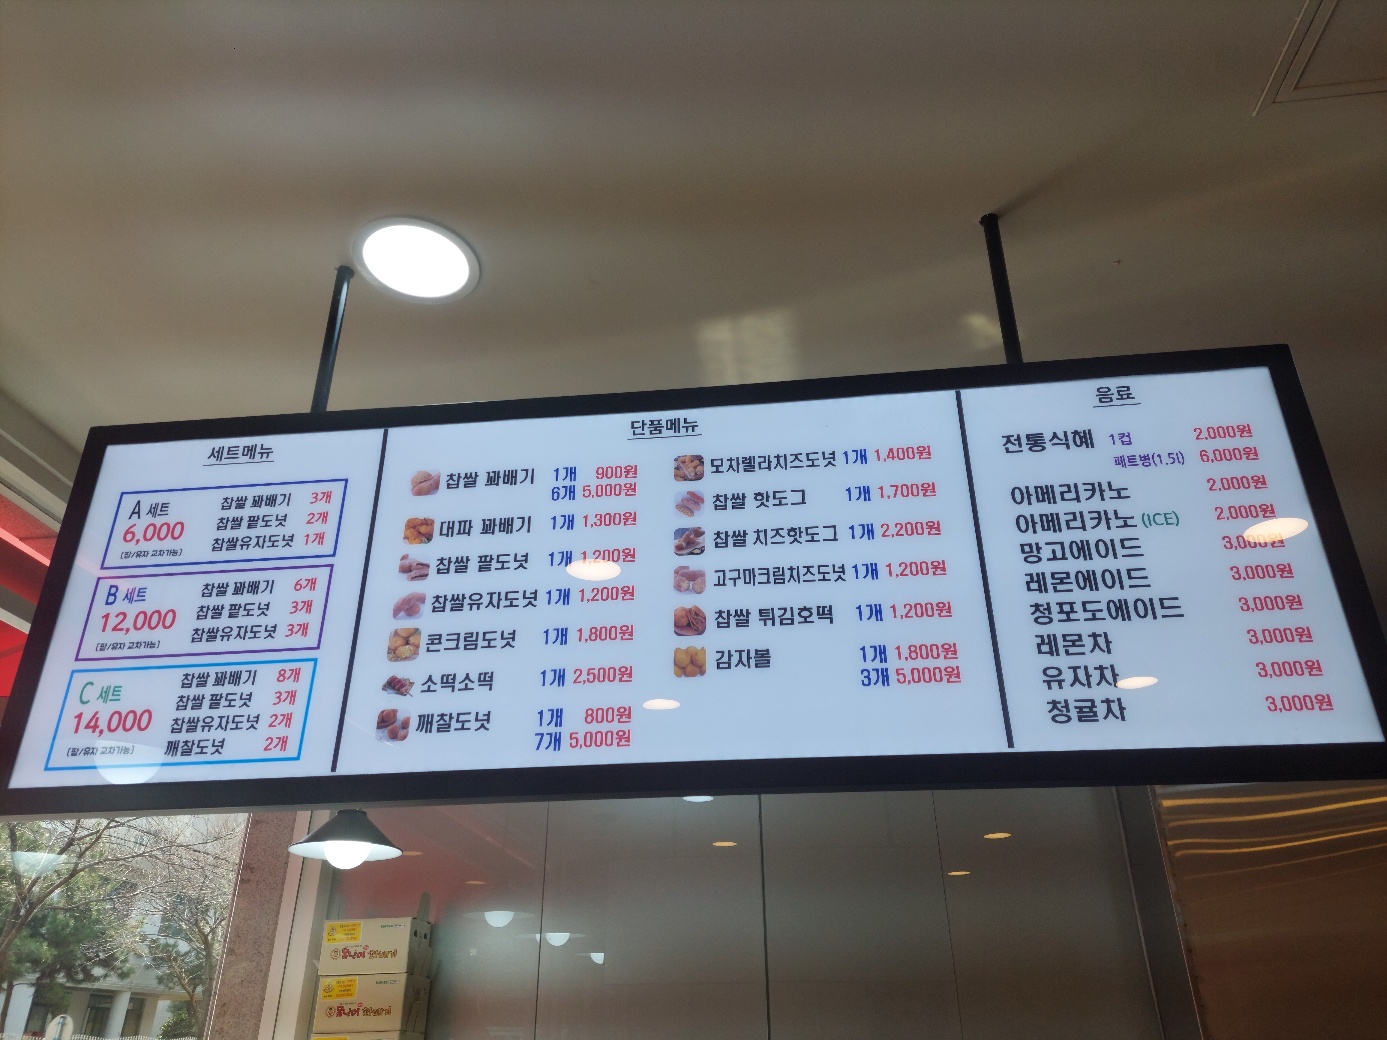 세트메뉴
A 세트
6,000
(팥/유자 교차가능)
찹쌀 꽈배기 3개
찹쌀 팥도넛 2개
찹쌀유자도넛 1개
B 세트
12,000
(팥/유자 교차가능)
찹쌀 꽈배기 6개
찹쌀 팥도넛 3개
찹쌀유자도넛 3개
C 세트
14,000
(팥/유자 교차가능)
찹쌀 꽈배기 8개
찹쌀 팥도넛 3개
찹쌀유자도넛 2개
깨찰도넛 2개
단품메뉴
찹쌀 꽈배기 1개 900원
6개 5,000원
대파 꽈배기 1개 1,300원
찹쌀 팥도넛 1개 1,200원
찹쌀유자도넛 1개 1,200원
콘크림도넛 1개 1,800원
소떡소떡 1개 2,500원
깨찰도넛 1개 800원
7개 5,000원
모차렐라치즈도넛 1개 1,400원
찹쌀 핫도그 1개 1,700원
찹쌀 치즈핫도그 1개 2,200원
고구마크림치즈도넛 1개 1,200원
찹쌀 튀김호떡 1개 1,200원
감자볼 1개 1,800원
3개 5,000원
음료
전통식혜 1컵 2,000원
패트병(1.5l) 6,000원
아메리카노 2,000원
아메리카노 (ICE) 2,000원
망고에이드 3,000원
레몬에이드 3,000원
청포도에이드 3,000원
레몬차 3,000원
유자차 3,000원
청귤차 3,000원